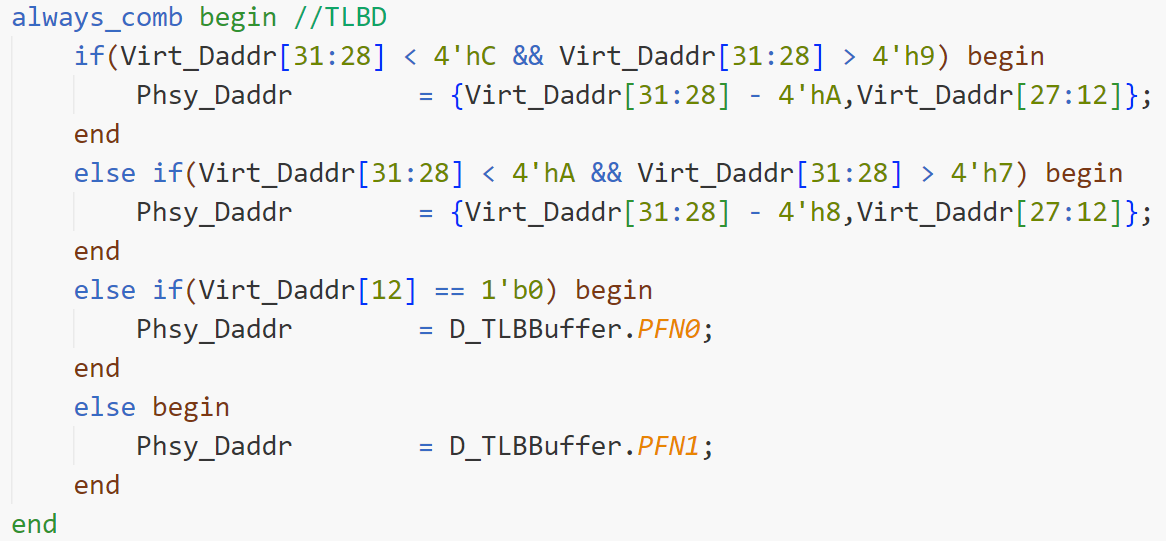 always_comb begin //TLBD
    if(Virt_Daddr[31:28] < 4'hC && Virt_Daddr[31:28] > 4'h9) begin
        Phsy_Daddr        = {Virt_Daddr[31:28] - 4'hA,Virt_Daddr[27:12]};
    end
    else if(Virt_Daddr[31:28] < 4'hA && Virt_Daddr[31:28] > 4'h7) begin
        Phsy_Daddr        = {Virt_Daddr[31:28] - 4'h8,Virt_Daddr[27:12]};
    end
    else if(Virt_Daddr[12] == 1'b0) begin
        Phsy_Daddr        = D_TLBBuffer.PFN0;
    end
    else begin
        Phsy_Daddr        = D_TLBBuffer.PFN1;
    end
end